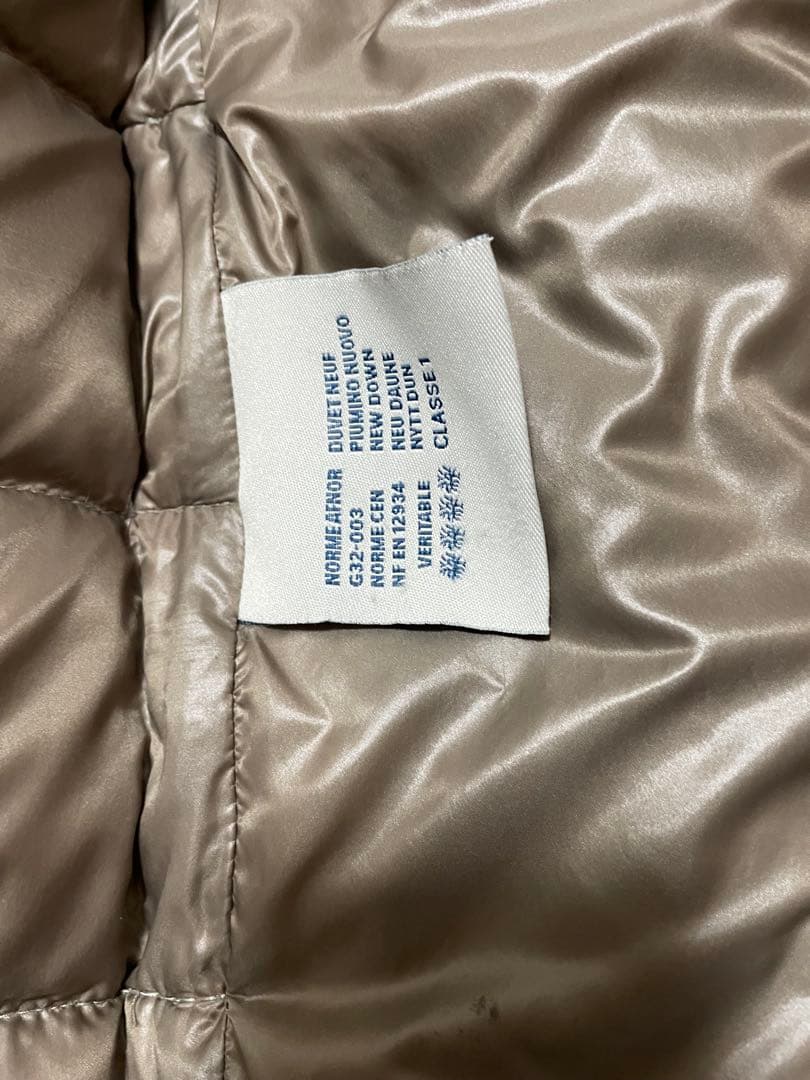 NORME AFNOR
G32-003
NORME CEN
NF EN 12934
VERITABLE
DUVET NEUF
PIUMINO NUOVO
NEW DOWN
NEU DAUNE
NYTT DUN
CLASSE 1